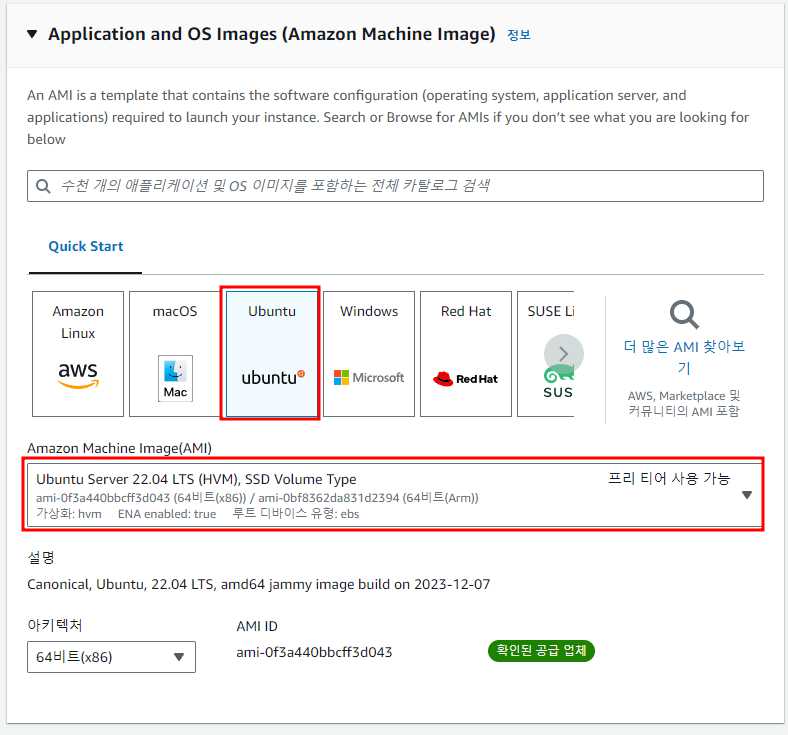 Application and OS Images (Amazon Machine Image) 정보
An AMI is a template that contains the software configuration (operating system, application server, and
applications) required to launch your instance. Search or Browse for AMIs if you don't see what you are looking for
below
수천 개의 애플리케이션 및 OS 이미지를 포함하는 전체 카탈로그 검색
Quick Start
Amazon
Linux
aws
macOS
Mac
Ubuntu
ubuntu
Windows
Microsoft
Red Hat
Red Hat
SUSE Li
SUS
더 많은 AMI 찾아보
기
AWS, Marketplace 및
커뮤니티의 AMI 포함
Amazon Machine Image(AMI)
Ubuntu Server 22.04 LTS (HVM), SSD Volume Type 프리 티어 사용 가능
ami-0f3a440bbcff3d043 (64비트(x86)) / ami-0bf8362da831d2394 (64비트(Arm))
가상화: hvm ENA enabled: true 루트 디바이스 유형: ebs
설명
Canonical, Ubuntu, 22.04 LTS, amd64 jammy image build on 2023-12-07
아키텍처
64비트(x86)
AMI ID
ami-0f3a440bbcff3d043
확인된 공급 업체